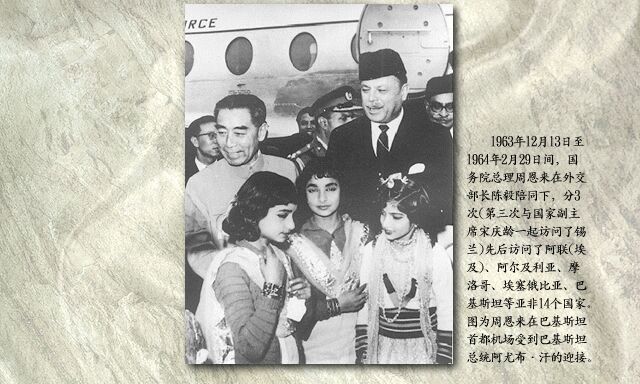 RCE
1963年12月13日至
1964年2月29日间，国
务院总理周恩来在外交
部长陈毅陪同下，分3
次(第三次与国家副主
席宋庆龄一起访问了锡
兰)先后访问了阿联(埃
及)、阿尔及利亚、摩
洛哥、埃塞俄比亚、巴
基斯坦等亚非14个国家。
图为周恩来在巴基斯坦
首都机场受到巴基斯坦
总统阿尤布·汗的迎接。